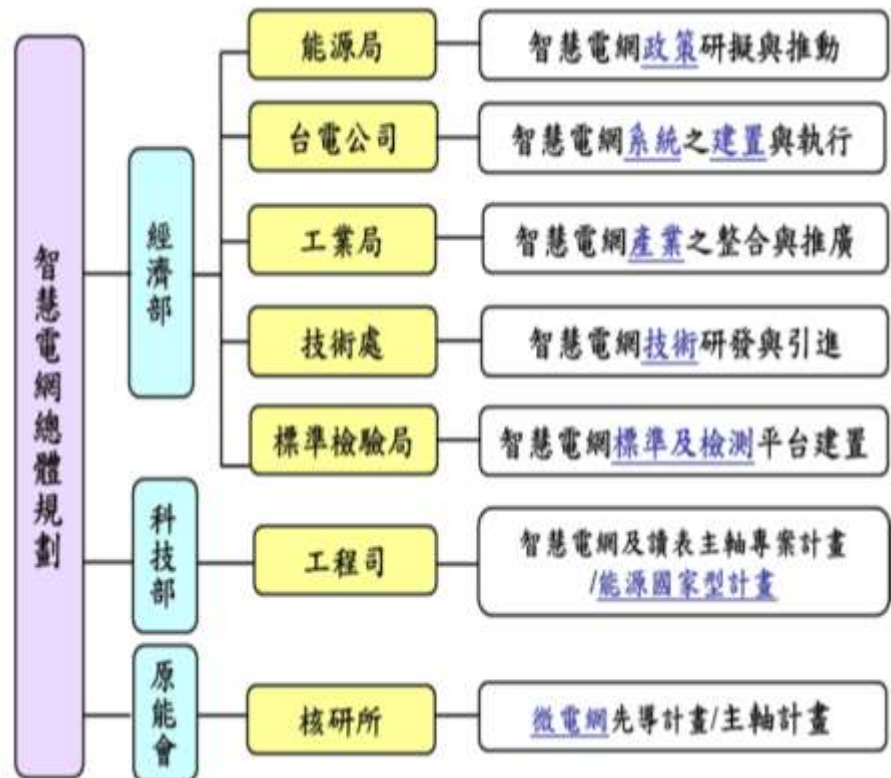 智慧電網總體規劃
經濟部
能源局
智慧電網政策研擬與推動
台電公司
智慧電網系統之建置與執行
工業局
智慧電網產業之整合與推廣
技術處
智慧電網技術研發與引進
標準檢驗局
智慧電網標準及檢測平台建置
科技部
工程司
智慧電網及讀表主軸專案計畫
/能源國家型計畫
原能會
核研所
微電網先導計畫/主軸計畫